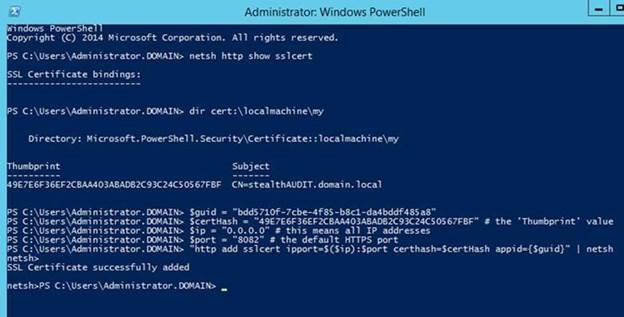 Administrator: Windows PowerShell
Windows PowerShell
Copyright (C) 2014 Microsoft Corporation. All rights reserved.
PS C:\Users\Administrator.DOMAIN> netsh http show sslcert
SSL Certificate bindings:
-------------------------
PS C:\Users\Administrator.DOMAIN> dir cert:\localmachine\my
Directory: Microsoft.PowerShell.Security\Certificate::localmachine\my
Thumbprint Subject
---------- -------
49E7E6F36EF2CBAA403ABADB2C93C24C50567FBF CN=stealthAUDIT.domain.local
PS C:\Users\Administrator.DOMAIN> $guid = "bdd5710f-7cbe-4f85-b8c1-da4bddf485a8"
PS C:\Users\Administrator.DOMAIN> $certHash = "49E7E6F36EF2CBAA403ABADB2C93C24C50567FBF" # the 'Thumbprint' value
PS C:\Users\Administrator.DOMAIN> $ip = "0.0.0.0" # this means all IP addresses
PS C:\Users\Administrator.DOMAIN> $port = "8082" # the default HTTPS port
PS C:\Users\Administrator.DOMAIN> "http add sslcert ipport=$($ip):$port certhash=$certHash appid={$guid}" | netsh
netsh>
SSL Certificate successfully added
netsh>PS C:\Users\Administrator.DOMAIN> _